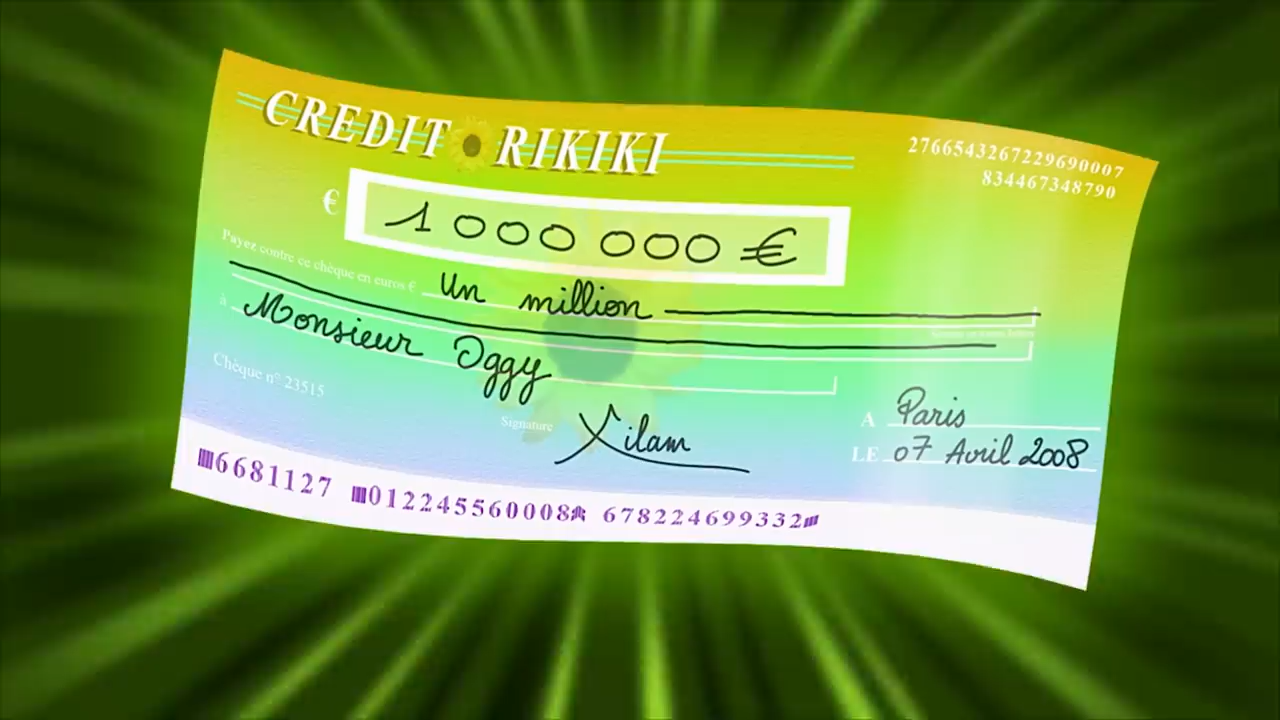 CREDIT RIKIKI
2766543267229690007
834467348790
€ 1 000 000 €
Payez contre ce chèque en euros € Un million
à Monsieur Oggy
Chèque n° 23515
Signature Xilam
A Paris
LE 07 Avril 2008
6681127 012245560008 678224699332